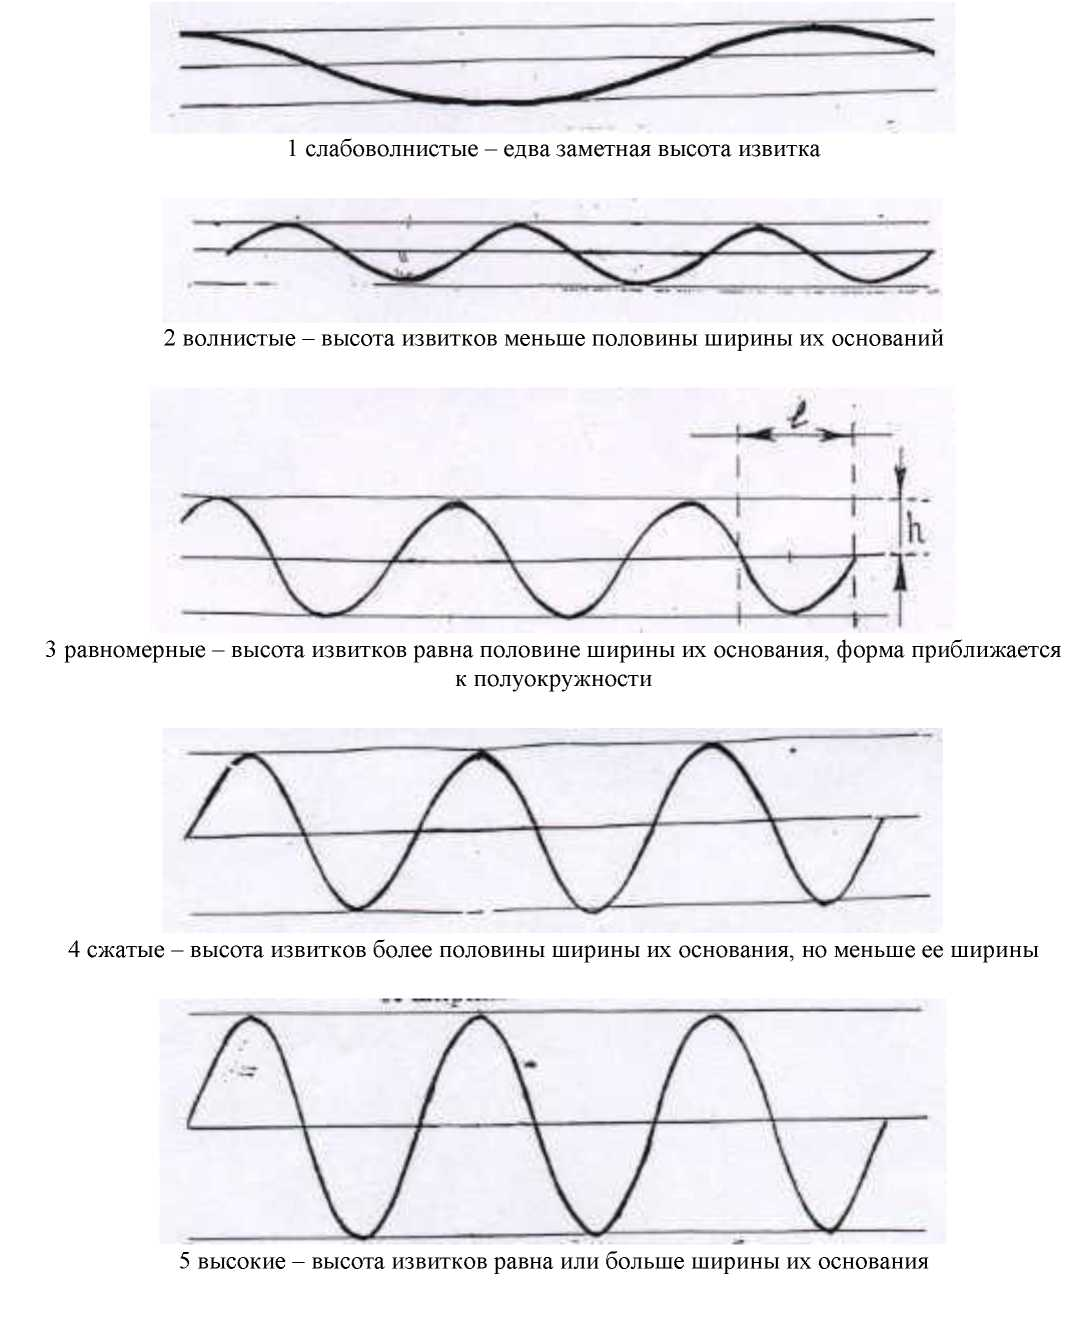 1 слабоволнистые – едва заметная высота извитка
2 волнистые – высота извитков меньше половины ширины их оснований
l
h
3 равномерные – высота извитков равна половине ширины их основания, форма приближается
к полуокружности
4 сжатые – высота извитков более половины ширины их основания, но меньше ее ширины
5 высокие – высота извитков равна или больше ширины их основания